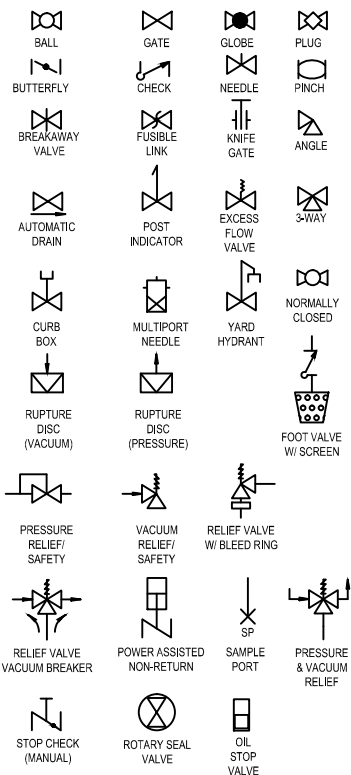 BALL
GATE
GLOBE
PLUG
BUTTERFLY
CHECK
NEEDLE
PINCH
BREAKAWAY
VALVE
FUSIBLE
LINK
KNIFE
GATE
ANGLE
AUTOMATIC
DRAIN
POST
INDICATOR
EXCESS
FLOW
VALVE
3-WAY
CURB
BOX
MULTIPORT
NEEDLE
YARD
HYDRANT
NORMALLY
CLOSED
RUPTURE
DISC
(VACUUM)
RUPTURE
DISC
(PRESSURE)
FOOT VALVE
W/ SCREEN
PRESSURE
RELIEF/
SAFETY
VACUUM
RELIEF/
SAFETY
RELIEF VALVE
W/ BLEED RING
RELIEF VALVE
VACUUM BREAKER
POWER ASSISTED
NON-RETURN
SP
SAMPLE
PORT
PRESSURE
& VACUUM
RELIEF
STOP CHECK
(MANUAL)
ROTARY SEAL
VALVE
OIL
STOP
VALVE